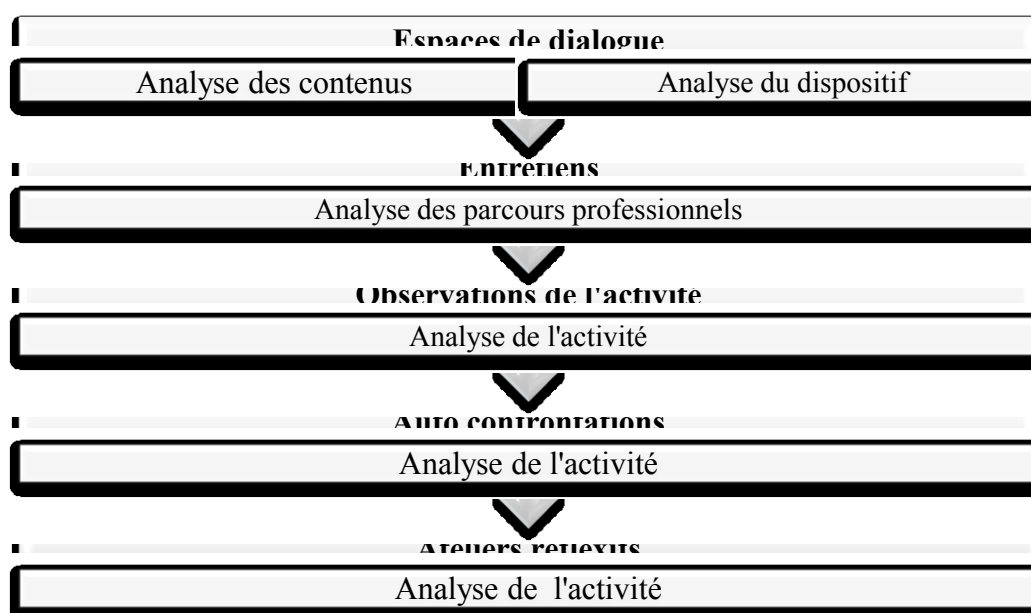 Espaces de dialogue
Analyse des contenus
Analyse du dispositif
Entretiens
Analyse des parcours professionnels
Observations de l'activité
Analyse de l'activité
Auto confrontations
Analyse de l'activité
Ateliers réflexifs
Analyse de l'activité